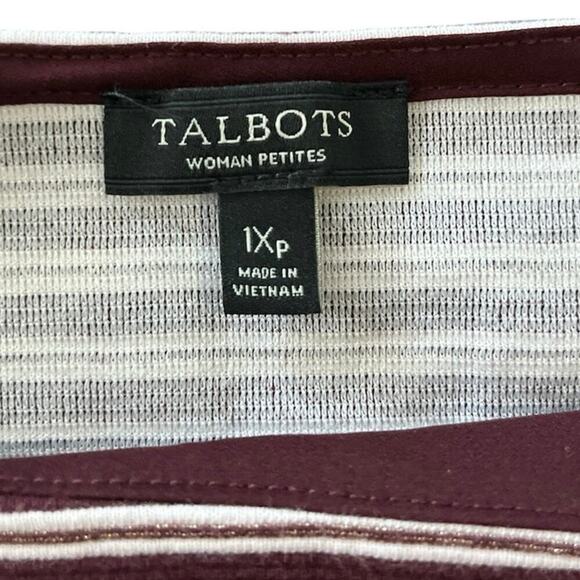 TALBOTS
WOMAN PETITES
1Xp
MADE IN
VIETNAM